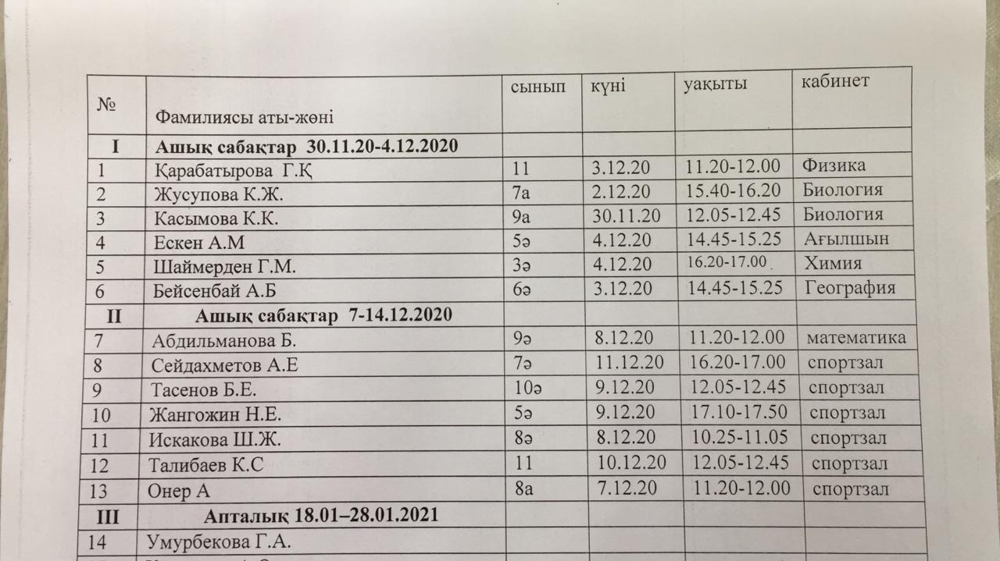 № Фамилиясы аты-жөні сынып күні уақыты кабинет
I Ашық сабақтар 30.11.20-4.12.2020
1 Қарабатырова Г.Қ 11 3.12.20 11.20-12.00 Физика
2 Жусупова К.Ж. 7а 2.12.20 15.40-16.20 Биология
3 Касымова К.К. 9а 30.11.20 12.05-12.45 Биология
4 Ескен А.М 5ә 4.12.20 14.45-15.25 Ағылшын
5 Шаймерден Г.М. 3ә 4.12.20 16.20-17.00 Химия
6 Бейсенбай А.Б 6ә 3.12.20 14.45-15.25 География
II Ашық сабақтар 7-14.12.2020
7 Абдильманова Б. 9ә 8.12.20 11.20-12.00 математика
8 Сейдахметов А.Е 7ә 11.12.20 16.20-17.00 спортзал
9 Тасенов Б.Е. 10ә 9.12.20 12.05-12.45 спортзал
10 Жангожин Н.Е. 5ә 9.12.20 17.10-17.50 спортзал
11 Искакова Ш.Ж. 8ә 8.12.20 10.25-11.05 спортзал
12 Талибаев К.С 11 10.12.20 12.05-12.45 спортзал
13 Онер А 8а 7.12.20 11.20-12.00 спортзал
III Апталық 18.01–28.01.2021
14 Умурбекова Г.А.